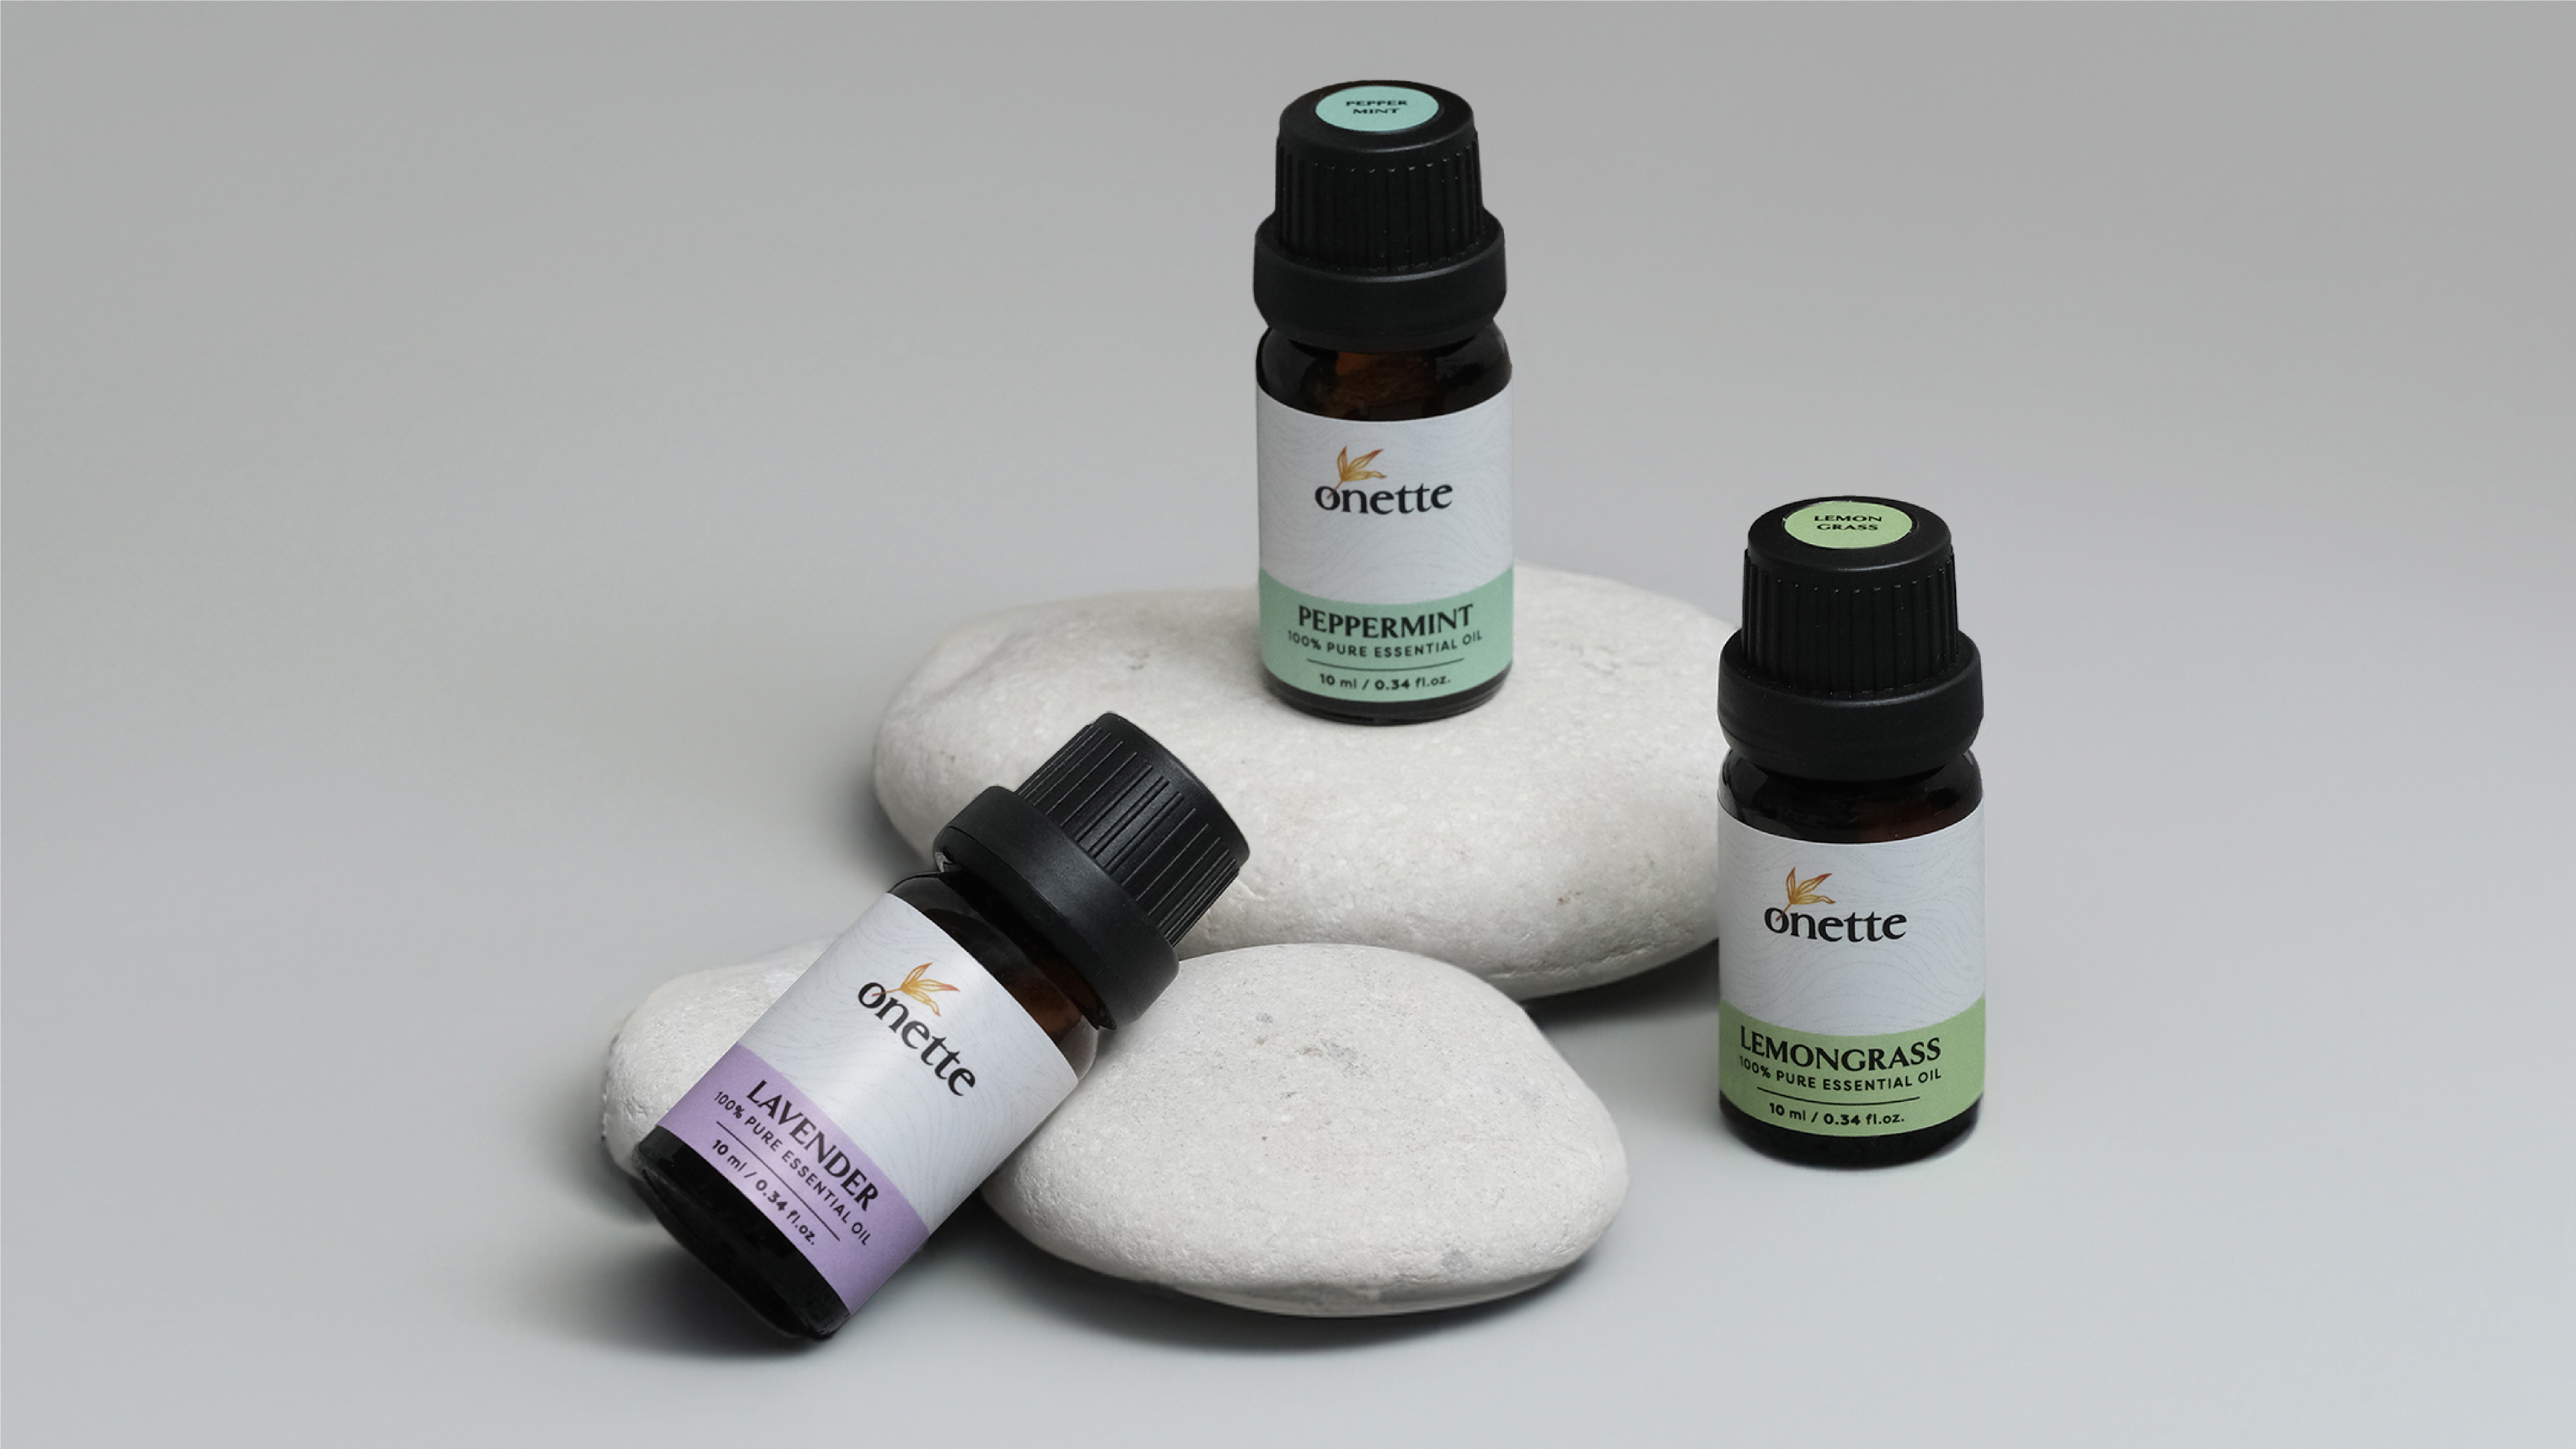 PEPPER
MINT
onette
PEPPERMINT
100% PURE ESSENTIAL OIL
10 ml / 0.34 fl.oz.
LEMON
GRASS
onette
LEMONGRASS
100% PURE ESSENTIAL OIL
10 ml / 0.34 fl.oz.
onette
LAVENDER
100% PURE ESSENTIAL OIL
10 ml / 0.34 fl.oz.